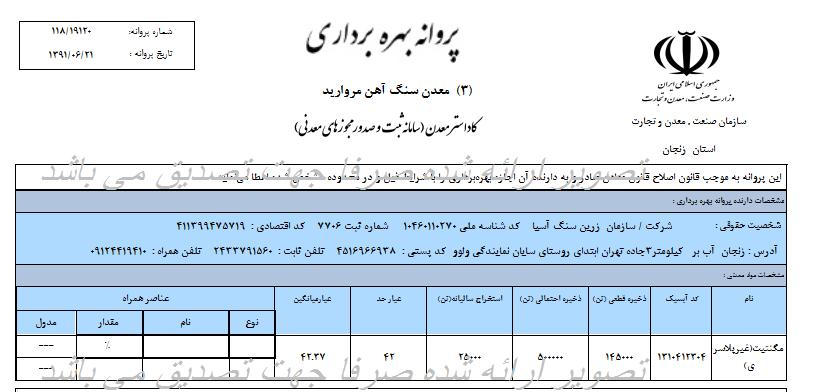 شماره پروانه: ۱۱۸/۱۹۱۲۰
تاریخ پروانه : ۱۳۹۱/۰۶/۲۱
پروانه بهره برداری
(۳) معدن سنگ آهن مروارید
کاداستر معدن (سامانه ثبت و صدور مجوزهای معدنی)
جمهوری اسلامی ایران
وزارت صنعت، معدن و تجارت
سازمان صنعت ، معدن و تجارت
استان زنجان
این پروانه به موجب قانون اصلاح قانون معادن صادر و به دارنده آن اجازه بهره‌برداری را با شرایط ذیل و در محدوده
تصویر ارائه شده صرفا جهت تصدیق می باشد
مشخصات دارنده پروانه بهره برداری :
شخصیت حقوقی : شرکت / سازمان زرین سنگ آسیا کد شناسه ملی ۱۰۴۶۰۱۱۰۲۷۰ شماره ثبت ۷۷۰۶ کد اقتصادی : ۴۱۱۳۹۹۴۷۵۷۱۹
آدرس : زنجان آب بر کیلومتر۳جاده تهران ابتدای روستای سایان نمایندگی ولوو کد پستی : ۴۵۱۶۹۶۶۹۳۸ تلفن ثابت : ۲۴۳۳۷۹۱۵۶۰ تلفن همراه : ۰۹۱۲۴۴۱۹۴۱۰
مشخصات مواد معدنی :
نام کد آیسیک ذخیره قطعی (تن) ذخیره احتمالی (تن) استخراج سالیانه(تن) عیار حد عیارمیانگین عناصر همراه
نوع نام مقدار مدول
مگنتیت(غیرپلاسری) ۱۳۱۰۴۱۲۳۰۴ ۱۴۵۰۰۰ ۵۰۰۰۰۰ ۲۵۰۰۰ ۴۲ ۴۲.۳۷ ٪ ---
---
تصویر ارائه شده صرفا جهت تصدیق می باشد